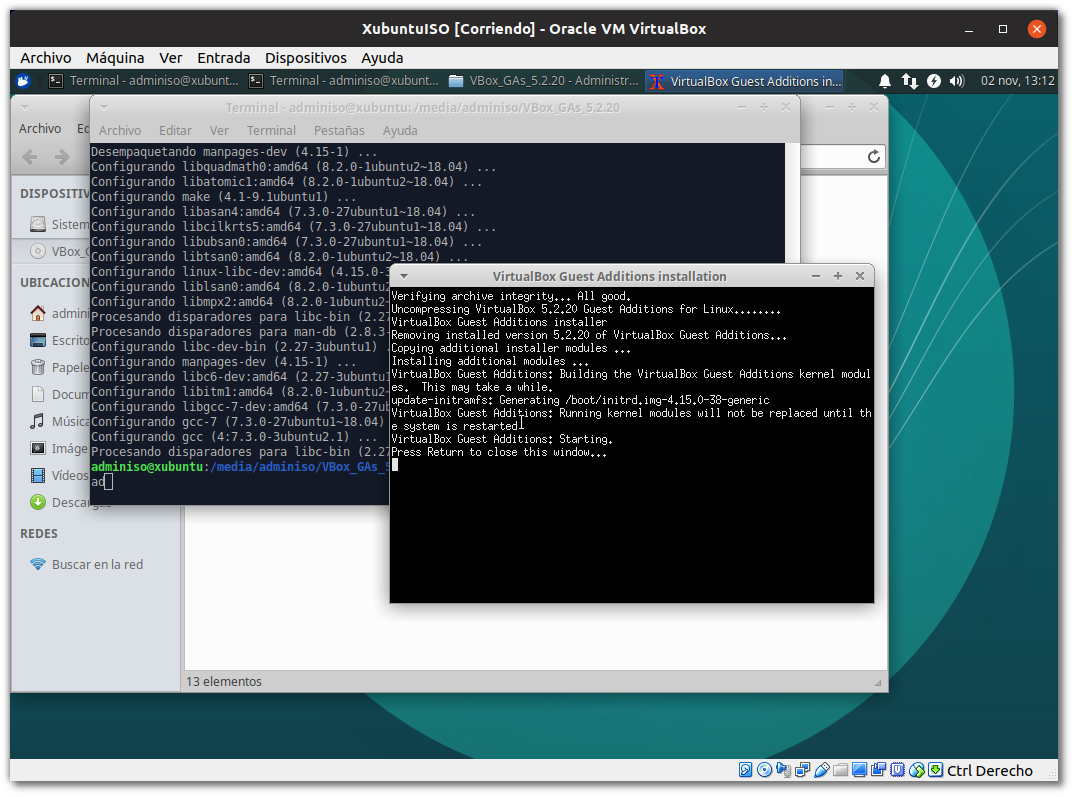 XubuntuISO [Corriendo] - Oracle VM VirtualBox
Archivo Máquina Ver Entrada Dispositivos Ayuda
Terminal - adminiso@xubunt... Terminal - adminiso@xubunt... VBox_GAs_5.2.20 - Administr... VirtualBox Guest Additions in... 02 nov, 13:12
Terminal - adminiso@xubuntu:/media/adminiso/VBox_GAs_5.2.20
Archivo Ed
Archivo Editar Ver Terminal Pestañas Ayuda
DISPOSITIV
Sistem
VBox_G
UBICACION
admini
Escrito
Papele
Docum
Música
Imáge
Vídeos
Descargas
REDES
Buscar en la red
Desempaquetando manpages-dev (4.15-1) ...
Configurando libquadmath0:amd64 (8.2.0-1ubuntu2~18.04) ...
Configurando libatomic1:amd64 (8.2.0-1ubuntu2~18.04) ...
Configurando make (4.1-9.1ubuntu1) ...
Configurando libasan4:amd64 (7.3.0-27ubuntu1~18.04) ...
Configurando libcilkrts5:amd64 (7.3.0-27ubuntu1~18.04) ...
Configurando libubsan0:amd64 (7.3.0-27ubuntu1~18.04) ...
Configurando libtsan0:amd64 (8.2.0-1ubuntu2~18.04) ...
Configurando linux-libc-dev:amd64 (4.15.0-3
Configurando liblsan0:amd64 (8.2.0-1ubuntu2
Configurando libmpx2:amd64 (8.2.0-1ubuntu2~
Procesando disparadores para libc-bin (2.27
Procesando disparadores para man-db (2.8.3-
Configurando libc-dev-bin (2.27-3ubuntu1) .
Configurando manpages-dev (4.15-1) ...
Configurando libc6-dev:amd64 (2.27-3ubuntu1
Configurando libitm1:amd64 (8.2.0-1ubuntu2~
Configurando libgcc-7-dev:amd64 (7.3.0-27ub
Configurando gcc-7 (7.3.0-27ubuntu1~18.04)
Configurando gcc (4:7.3.0-3ubuntu2.1) ...
Procesando disparadores para libc-bin (2.27
adminiso@xubuntu:/media/adminiso/VBox_GAs_5
ad
VirtualBox Guest Additions installation
Verifying archive integrity... All good.
Uncompressing VirtualBox 5.2.20 Guest Additions for Linux........
VirtualBox Guest Additions installer
Removing installed version 5.2.20 of VirtualBox Guest Additions...
Copying additional installer modules ...
Installing additional modules ...
VirtualBox Guest Additions: Building the VirtualBox Guest Additions kernel modul
es. This may take a while.
update-initramfs: Generating /boot/initrd.img-4.15.0-38-generic
VirtualBox Guest Additions: Running kernel modules will not be replaced until th
e system is restarted
VirtualBox Guest Additions: Starting.
Press Return to close this window...
13 elementos
Ctrl Derecho